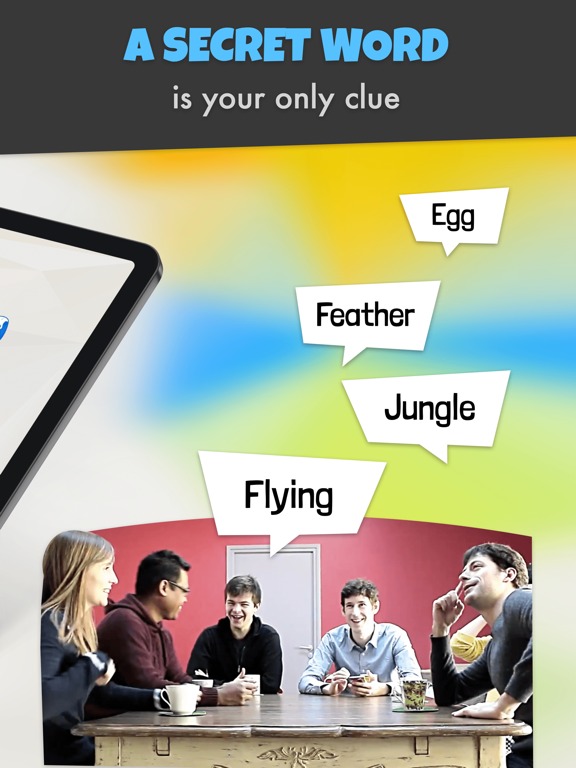 A SECRET WORD
is your only clue
Egg
Feather
Jungle
Flying